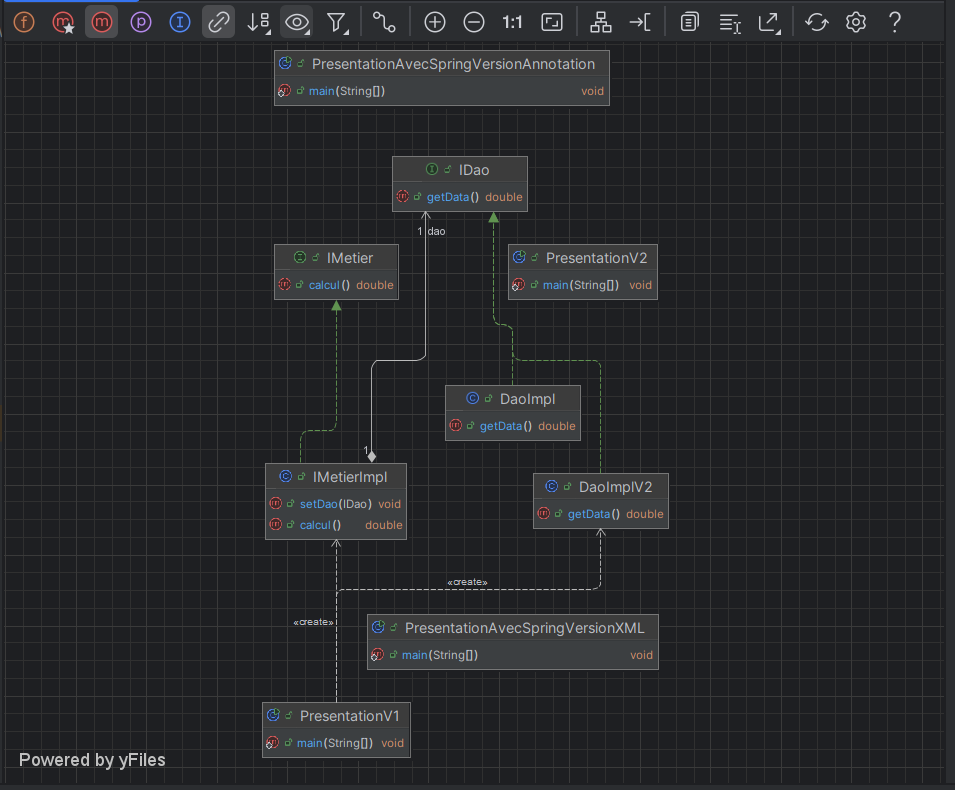 f m m p I 1:1 ?
PresentationAvecSpringVersionAnnotation
main(String[]) void
IDao
getData() double
1 dao
IMetier
calcul() double
PresentationV2
main(String[]) void
DaoImpl
getData() double
1
IMetierImpl
setDao(IDao) void
calcul() double
DaoImplV2
getData() double
«create»
«create»
PresentationAvecSpringVersionXML
main(String[]) void
PresentationV1
main(String[]) void
Powered by yFiles